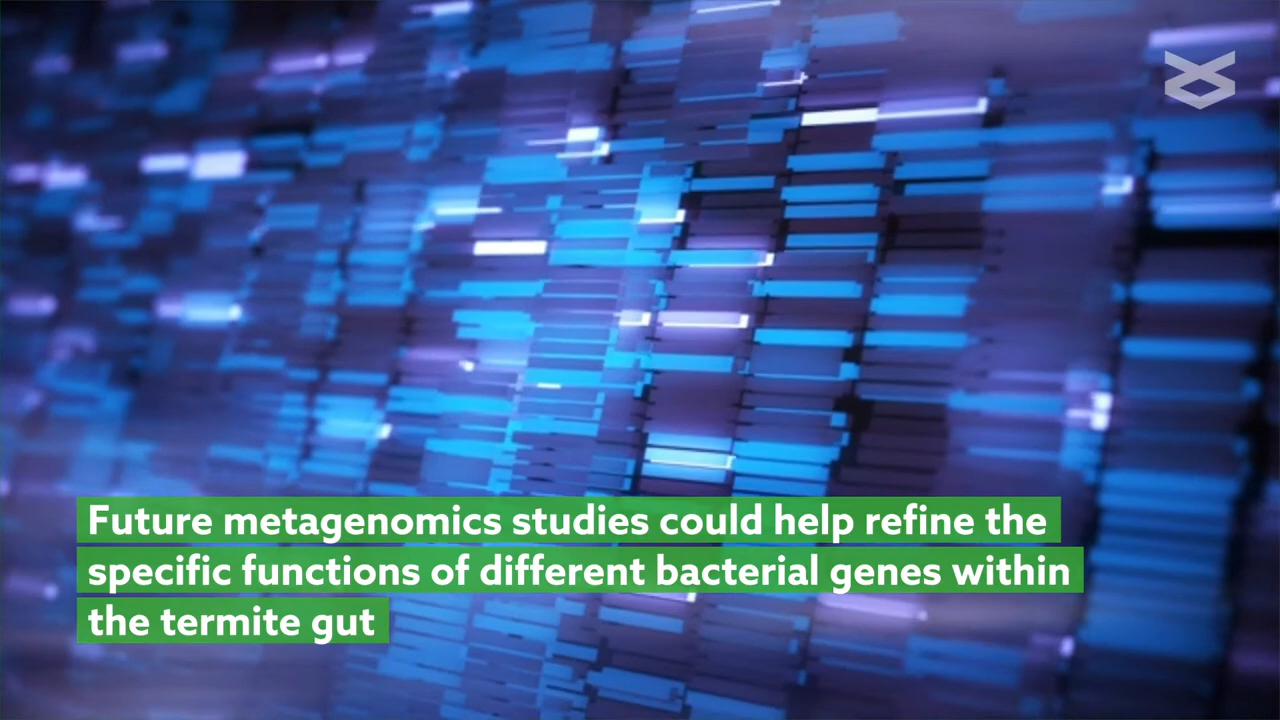 Future metagenomics studies could help refine the
specific functions of different bacterial genes within
the termite gut